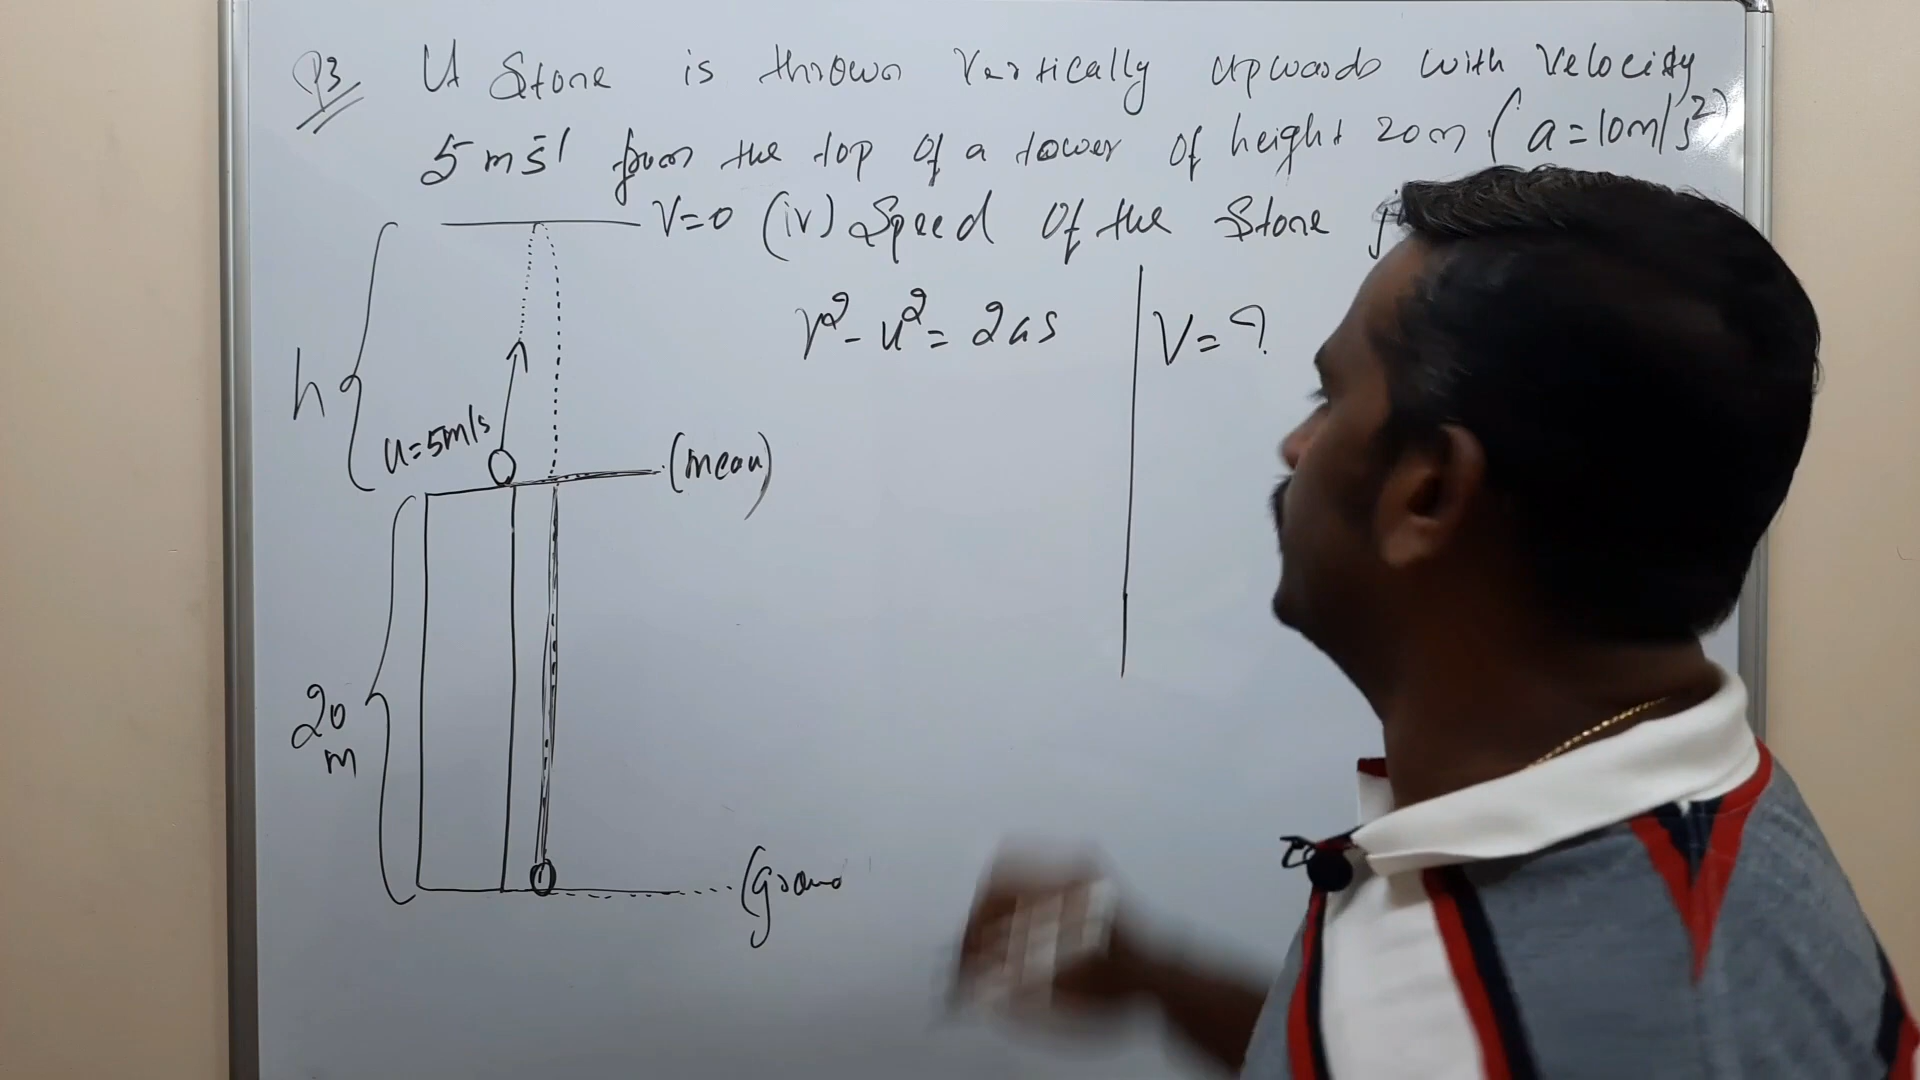 Q3 A Stone is thrown Vertically upwards with Velocity
5 ms⁻¹ from the top of a tower of height 20m. (a=10m/s²)
V=0 (iv) Speed of the Stone
v² - u² = 2as
V = ?
h
u=5m/s
(mean)
20
m
(groun